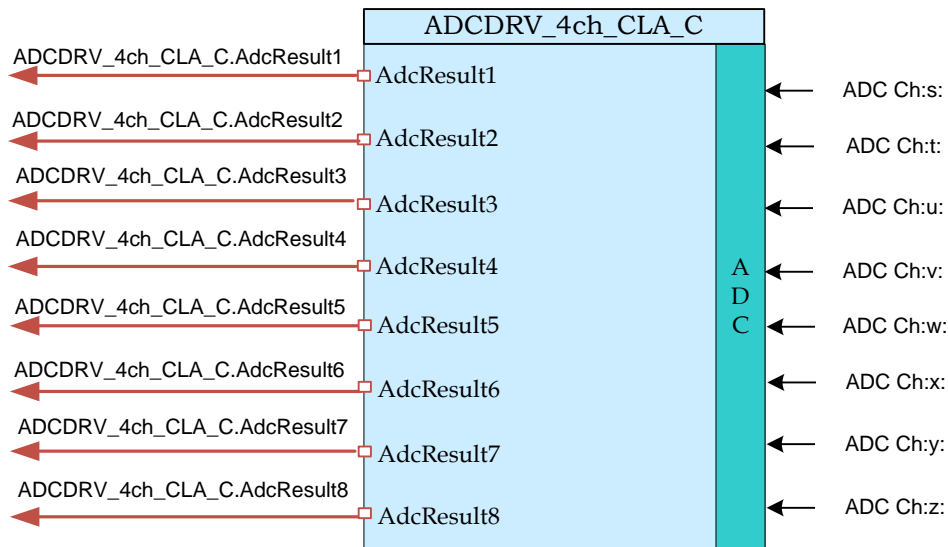 ADCDRV_4ch_CLA_C
ADCDRV_4ch_CLA_C.AdcResult1
AdcResult1
ADC Ch:s:
ADCDRV_4ch_CLA_C.AdcResult2
AdcResult2
ADC Ch:t:
ADCDRV_4ch_CLA_C.AdcResult3
AdcResult3
ADC Ch:u:
ADCDRV_4ch_CLA_C.AdcResult4
AdcResult4
ADC Ch:v:
A
D
C
ADCDRV_4ch_CLA_C.AdcResult5
AdcResult5
ADC Ch:w:
ADCDRV_4ch_CLA_C.AdcResult6
AdcResult6
ADC Ch:x:
ADCDRV_4ch_CLA_C.AdcResult7
AdcResult7
ADC Ch:y:
ADCDRV_4ch_CLA_C.AdcResult8
AdcResult8
ADC Ch:z: